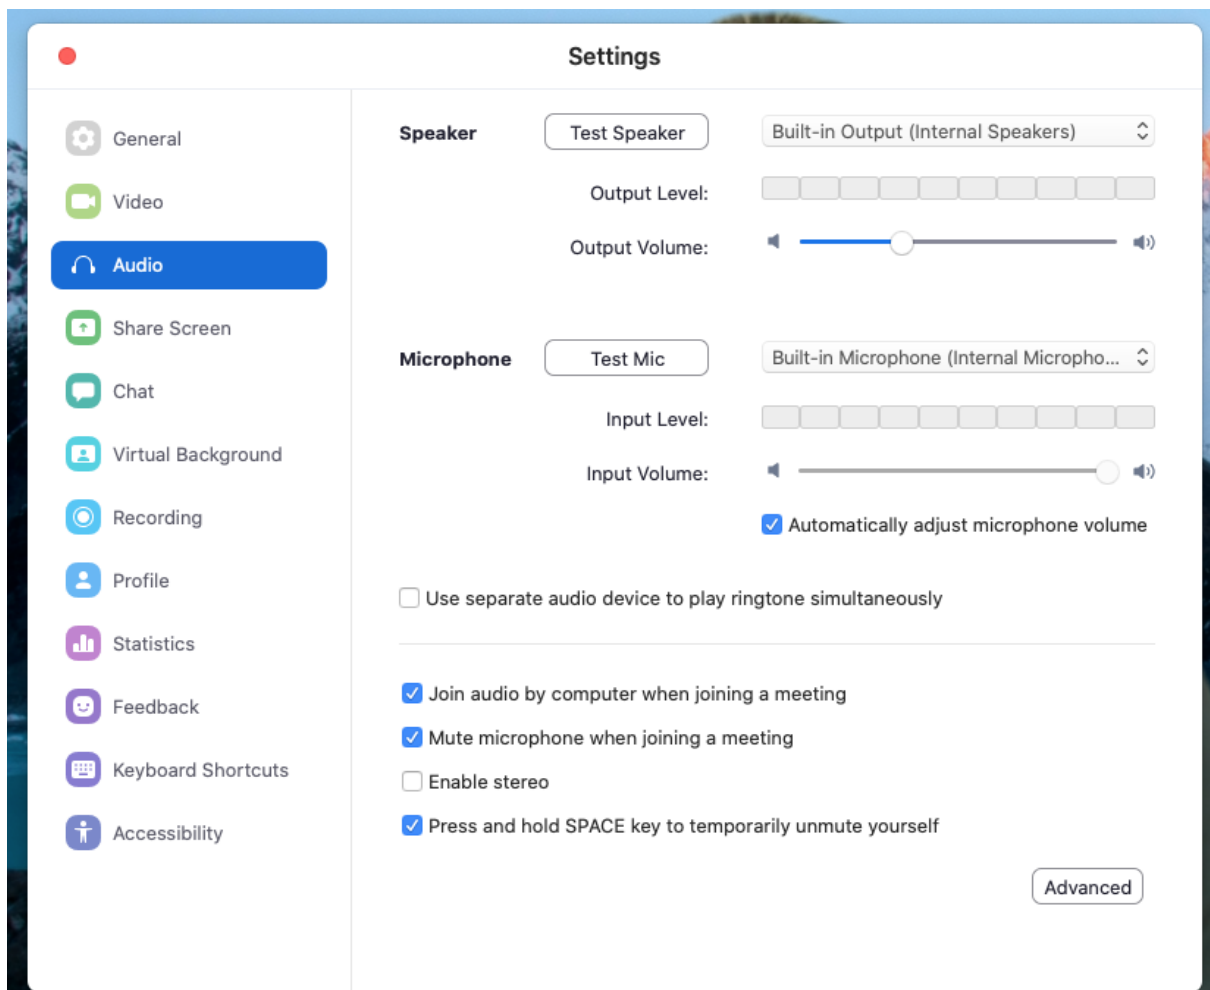 Settings
General
Video
Audio
Share Screen
Chat
Virtual Background
Recording
Profile
Statistics
Feedback
Keyboard Shortcuts
Accessibility
Speaker
Test Speaker
Built-in Output (Internal Speakers)
Output Level:
Output Volume:
Microphone
Test Mic
Built-in Microphone (Internal Micropho...
Input Level:
Input Volume:
Automatically adjust microphone volume
Use separate audio device to play ringtone simultaneously
Join audio by computer when joining a meeting
Mute microphone when joining a meeting
Enable stereo
Press and hold SPACE key to temporarily unmute yourself
Advanced